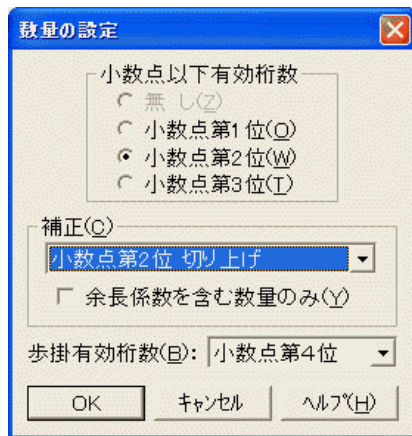 数量の設定
小数点以下有効桁数
無 し(Z)
小数点第1位(O)
小数点第2位(W)
小数点第3位(T)
補正(C)
小数点第2位 切り上げ
余長係数を含む数量のみ(Y)
歩掛有効桁数(B): 小数点第4位
OK キャンセル ヘルプ(H)